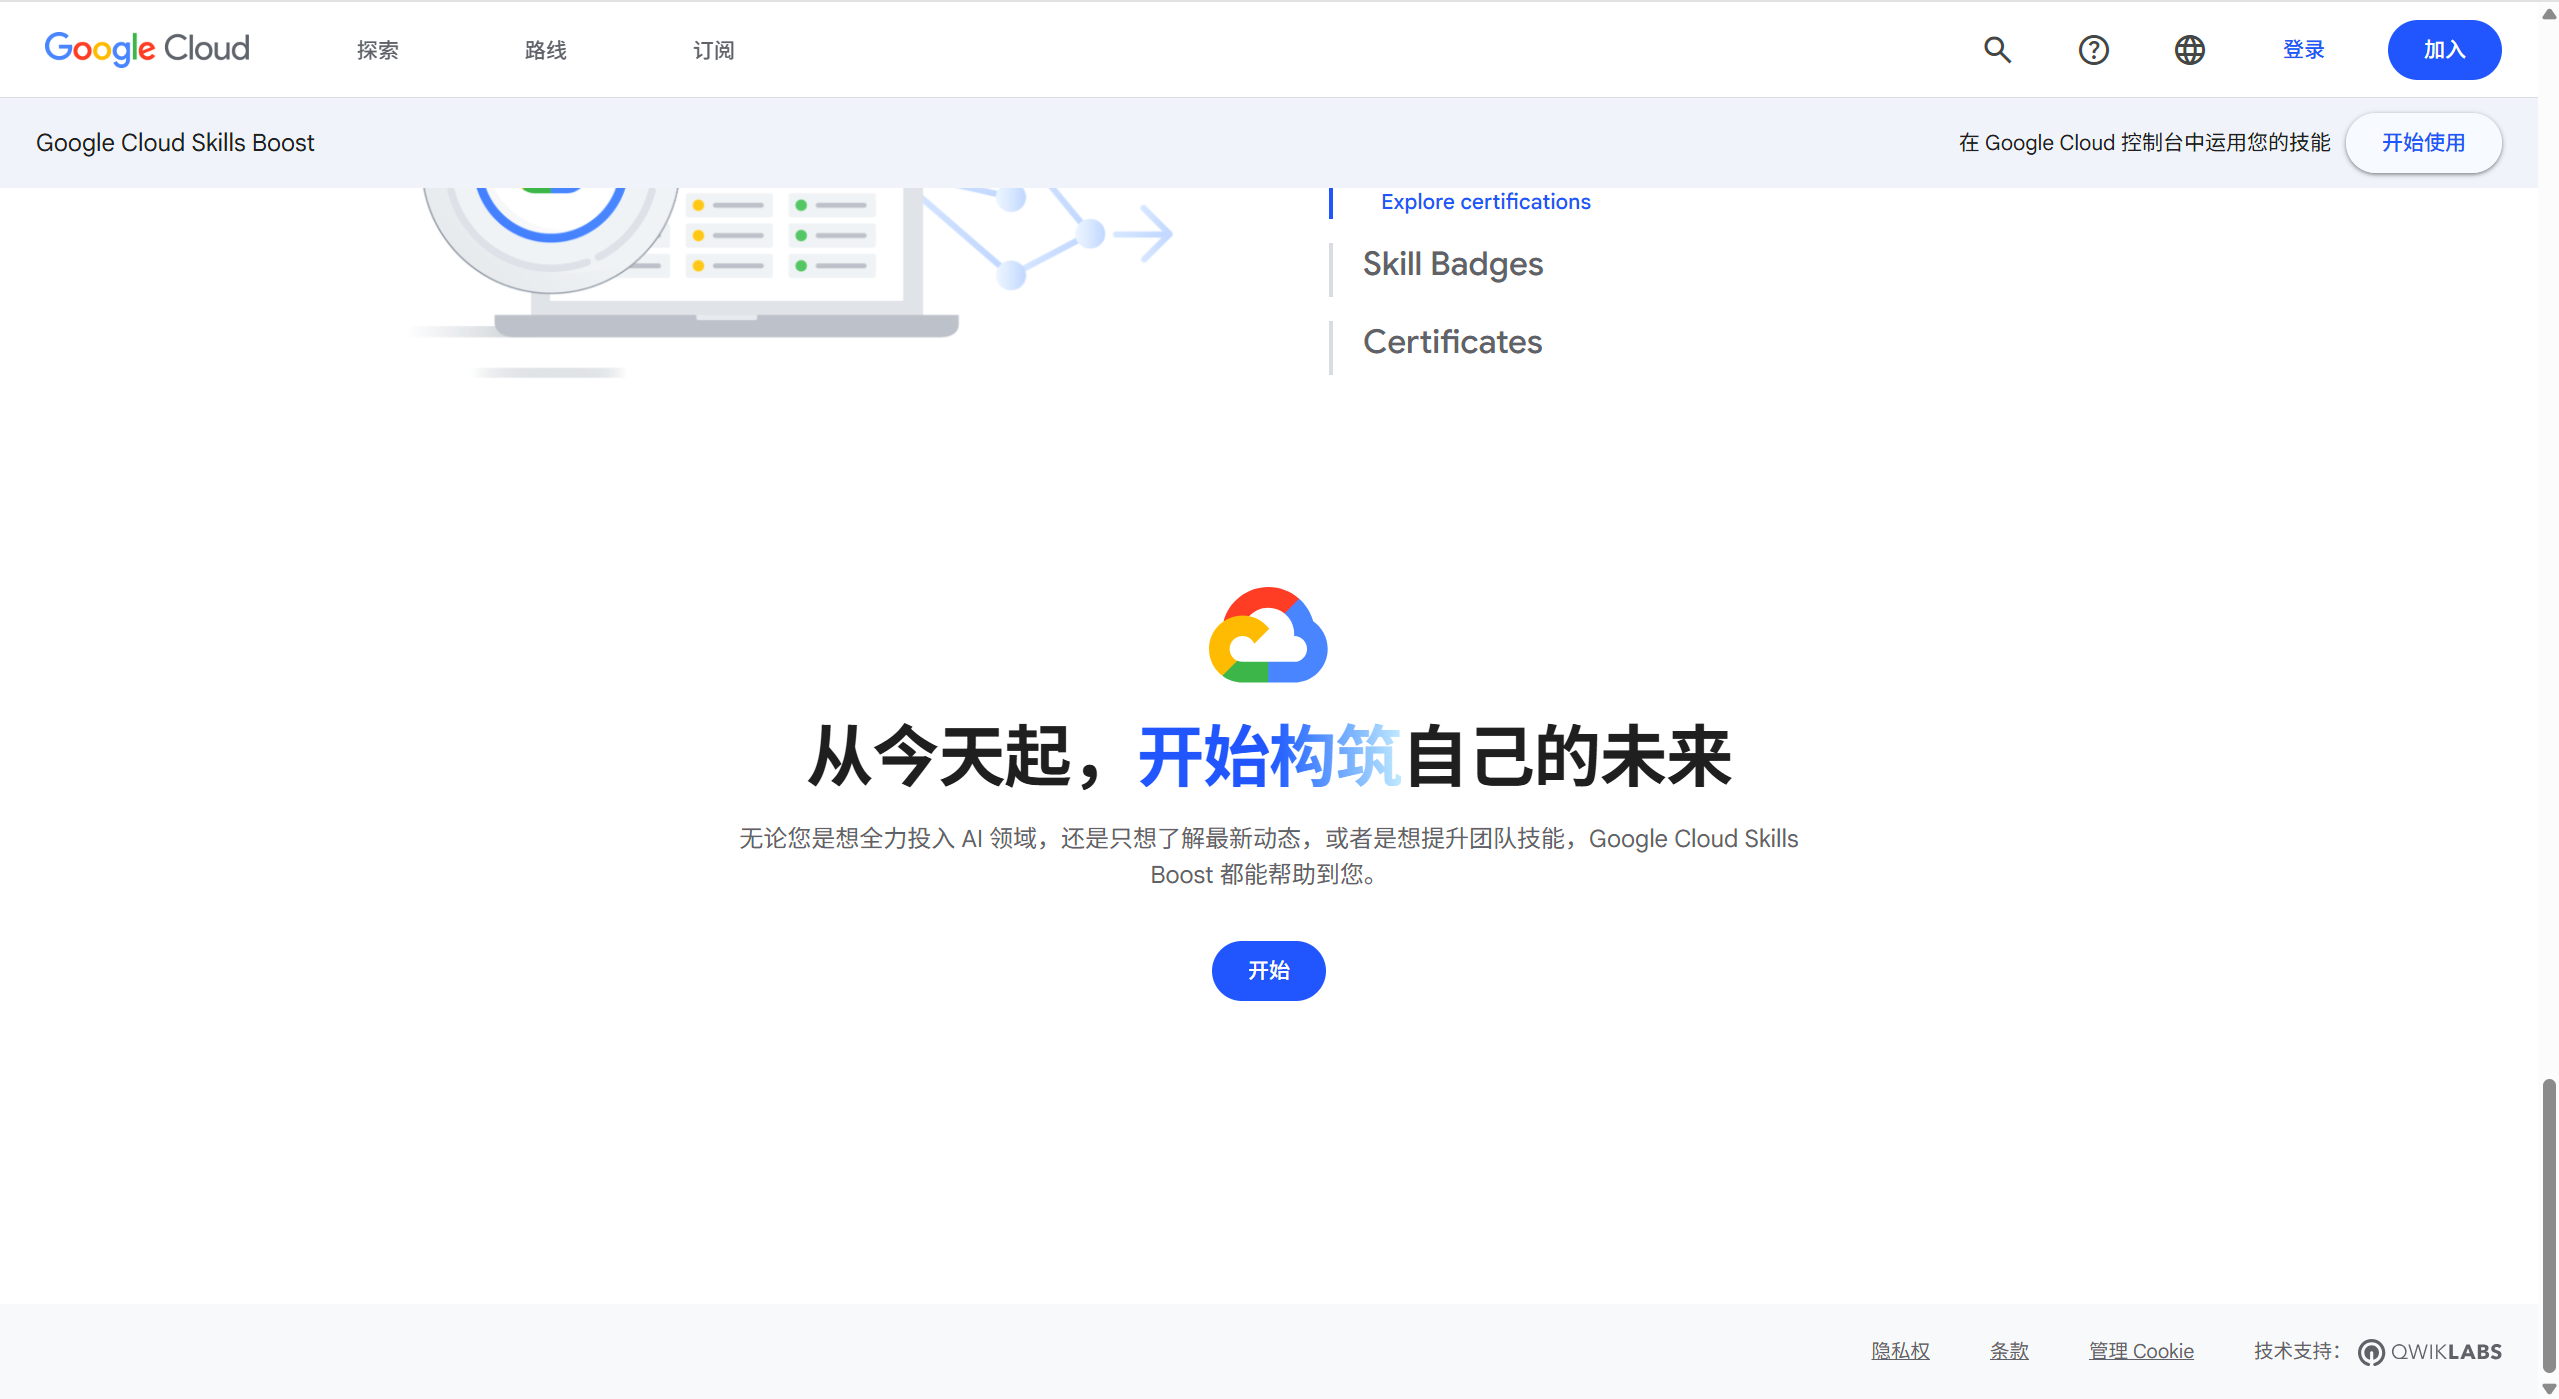 Google Cloud
探索
路线
订阅
登录
加入
Google Cloud Skills Boost
在 Google Cloud 控制台中运用您的技能
开始使用
Explore certifications
Skill Badges
Certificates
从今天起，开始构筑自己的未来
无论您是想全力投入 AI 领域，还是只想了解最新动态，或者是想提升团队技能，Google Cloud Skills
Boost 都能帮助到您。
开始
隐私权
条款
管理 Cookie
技术支持：
QWIKLABS